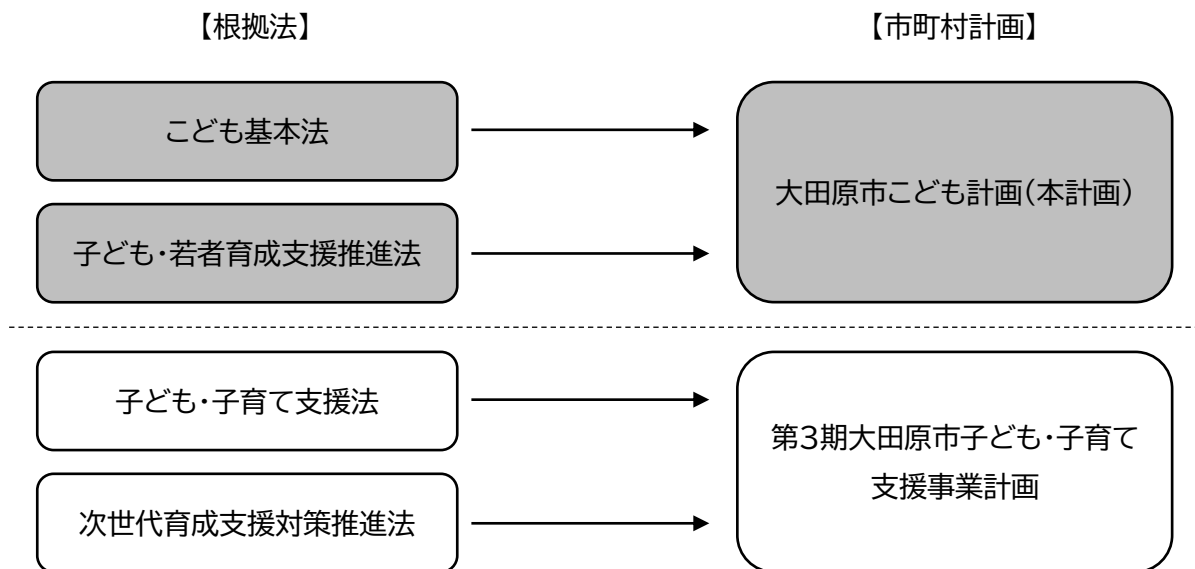 【根拠法】
【市町村計画】
こども基本法
大田原市こども計画(本計画)
子ども・若者育成支援推進法
子ども・子育て支援法
第3期大田原市子ども・子育て
支援事業計画
次世代育成支援対策推進法